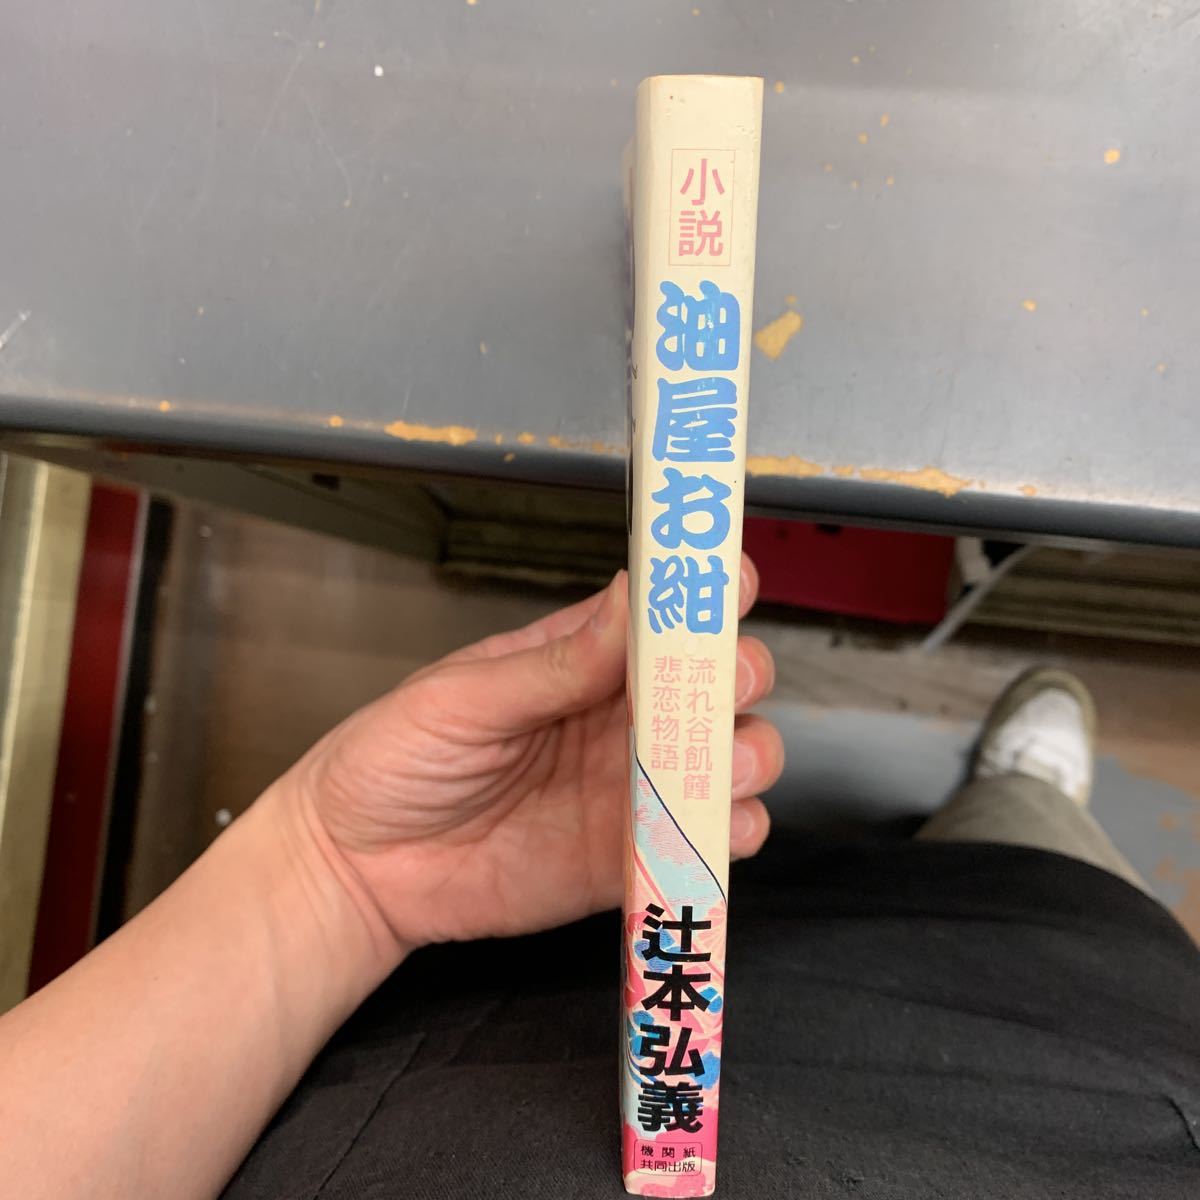 小説
油屋お紺
流れ谷飢饉
悲恋物語
辻本弘義
機関紙
共同出版